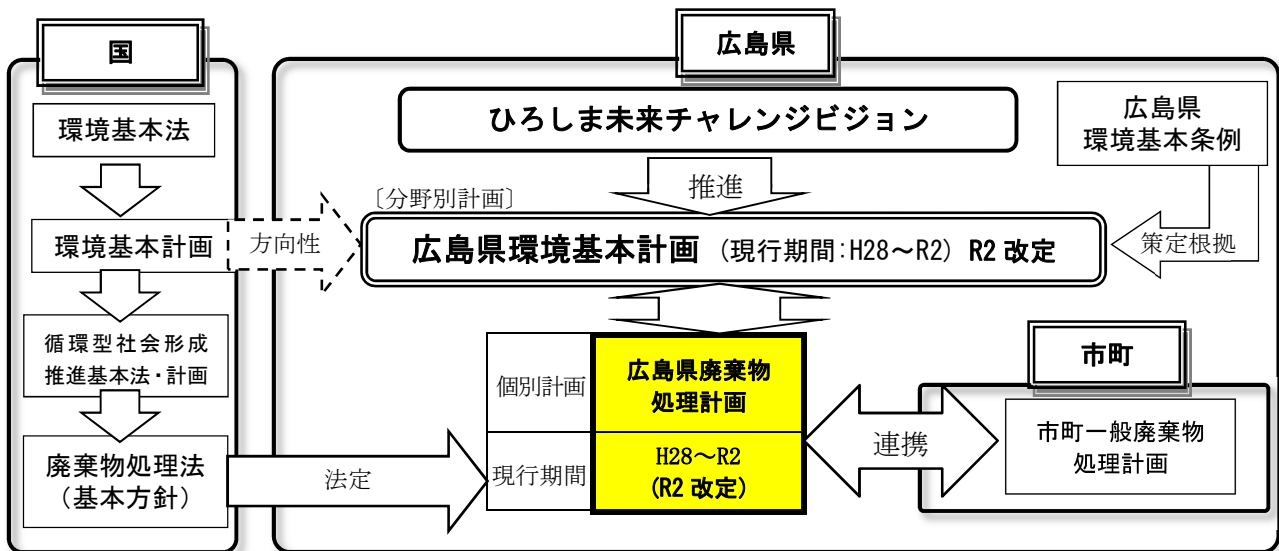 国
環境基本法
環境基本計画
循環型社会形成
推進基本法・計画
廃棄物処理法
(基本方針)
広島県
ひろしま未来チャレンジビジョン
広島県
環境基本条例
推進
〔分野別計画〕
方向性
広島県環境基本計画 (現行期間:H28~R2) R2 改定
策定根拠
個別計画
広島県廃棄物
処理計画
現行期間
H28~R2
(R2 改定)
法定
連携
市町
市町一般廃棄物
処理計画